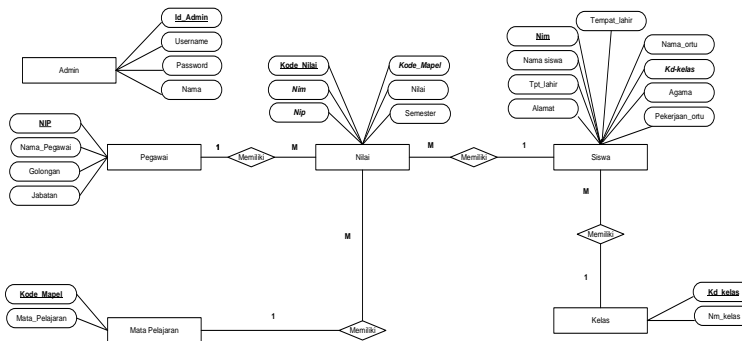 Id_Admin
Username
Password
Nama
Admin
Kode_Nilai
Nim
Nip
Kode_Mapel
Nilai
Semester
Tempat_lahir
Nim
Nama siswa
Tpt_lahir
Alamat
Nama_ortu
Kd-kelas
Agama
Pekerjaan_ortu
NIP
Nama_Pegawai
Golongan
Jabatan
Pegawai
1
Memiliki
M
Nilai
M
Memiliki
1
Siswa
M
M
Memiliki
1
Kode_Mapel
Mata_Pelajaran
Mata Pelajaran
1
Memiliki
Kelas
Kd_kelas
Nm_kelas